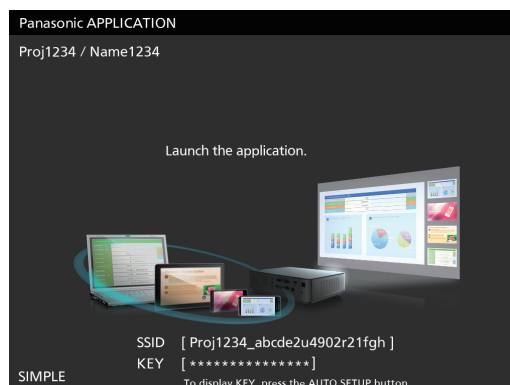 Panasonic APPLICATION
Proj1234 / Name1234
Launch the application.
SSID [ Proj1234_abcde2u4902r21fgh ]
KEY [ *************** ]
To display KEY, press the AUTO SETUP button
SIMPLE